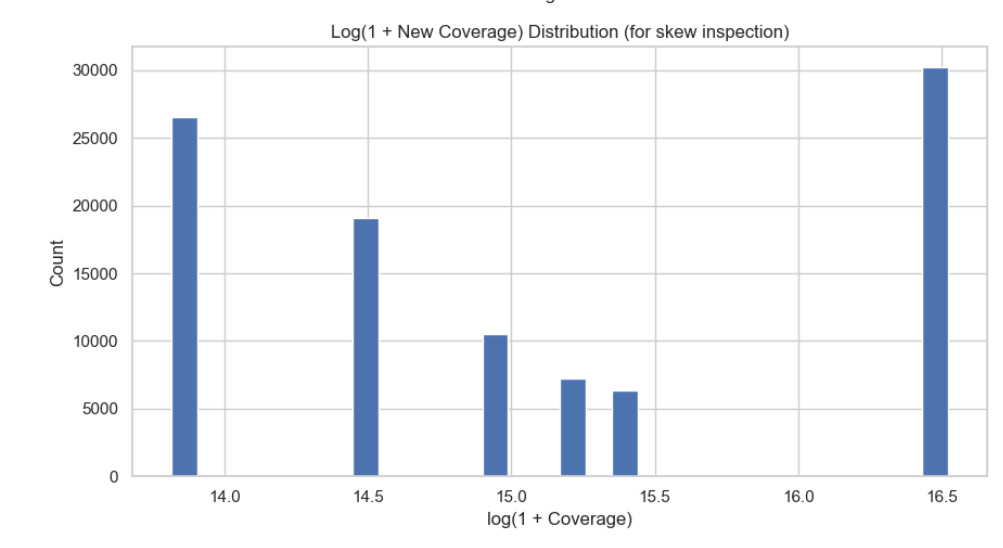 Log(1 + New Coverage) Distribution (for skew inspection)
30000
25000
20000
15000
10000
5000
0
Count
14.0 14.5 15.0 15.5 16.0 16.5
log(1 + Coverage)